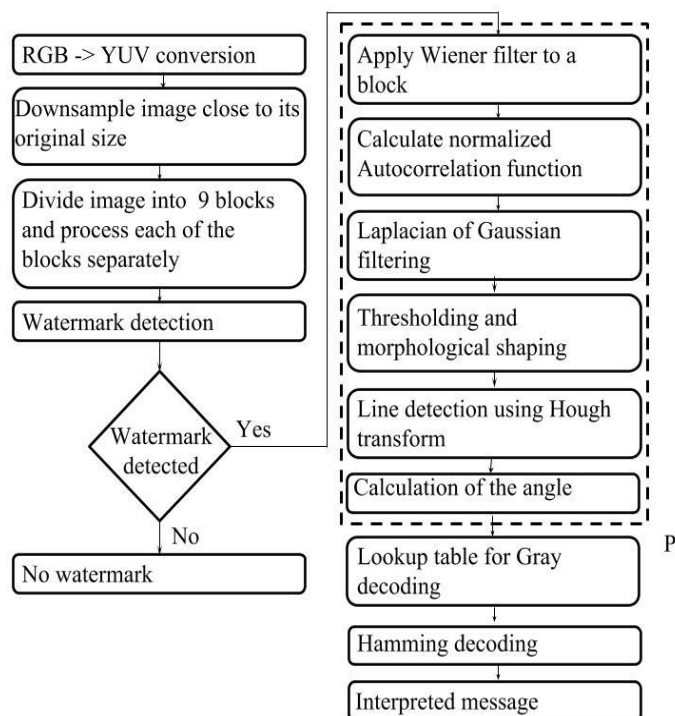 RGB -> YUV conversion
Downsample image close to its
original size
Divide image into 9 blocks
and process each of the
blocks separately
Watermark detection
Watermark
detected
Yes
No
No watermark
Apply Wiener filter to a
block
Calculate normalized
Autocorrelation function
Laplacian of Gaussian
filtering
Thresholding and
morphological shaping
Line detection using Hough
transform
Calculation of the angle
Lookup table for Gray
decoding
Hamming decoding
Interpreted message
P